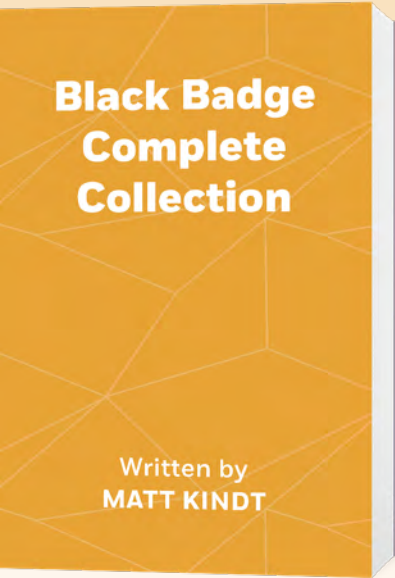 Black Badge
Complete
Collection
Written by
MATT KINDT